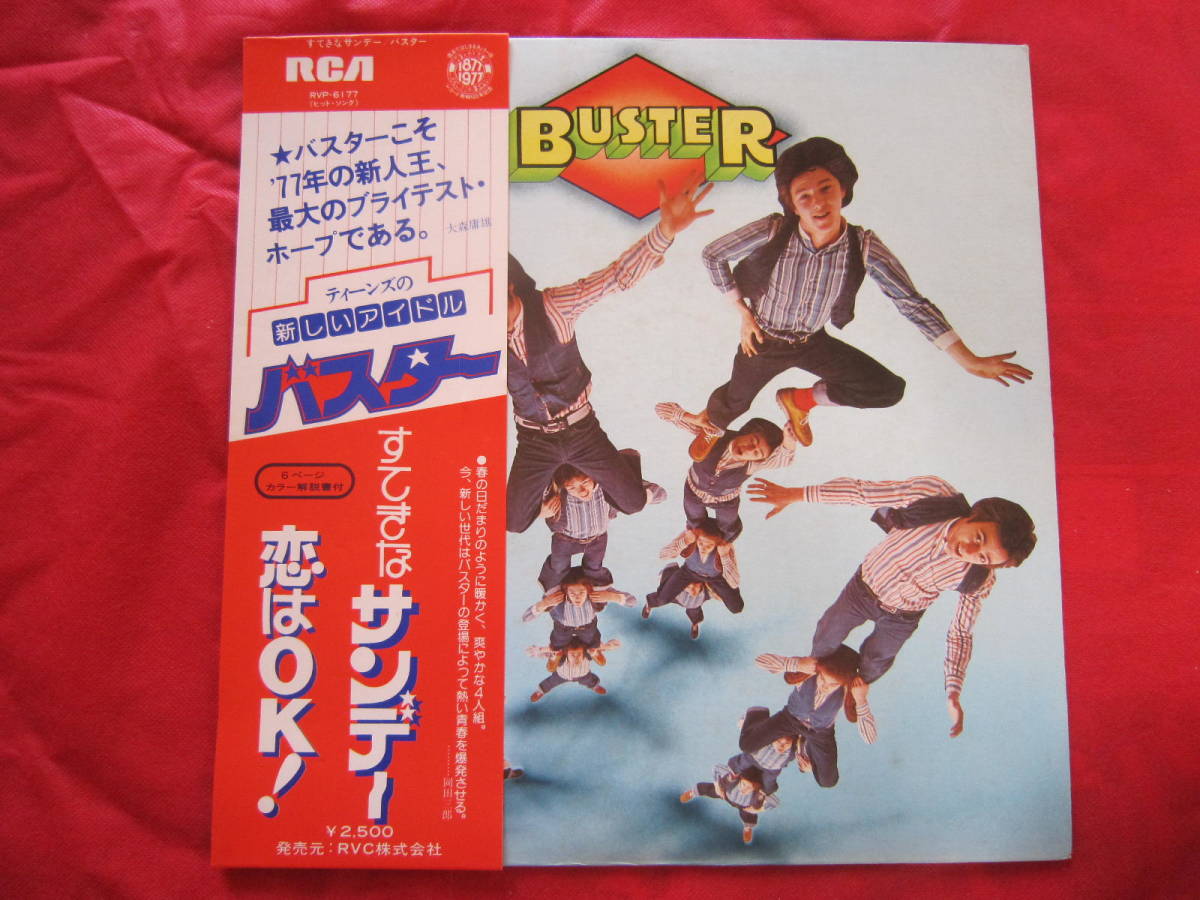 すてきなサンデー/バスター
RCA
RVP-6177
(ヒット・ソング)
1877
1977
★バスターこそ
'77年の新人王、
最大のブライテスト・
ホープである。
大森庸雄
ティーンズの
新しいアイドル
バスター
すてきなサンデー
恋はOK!
6ページ
カラー解説書付
●春の日だまりのように暖かく、爽やかな4人組。
今、新しい世代はバスターの登場によって熱い青春を爆発させる。
………岡田三郎
¥2,500
発売元:RVC株式会社
BUSTER